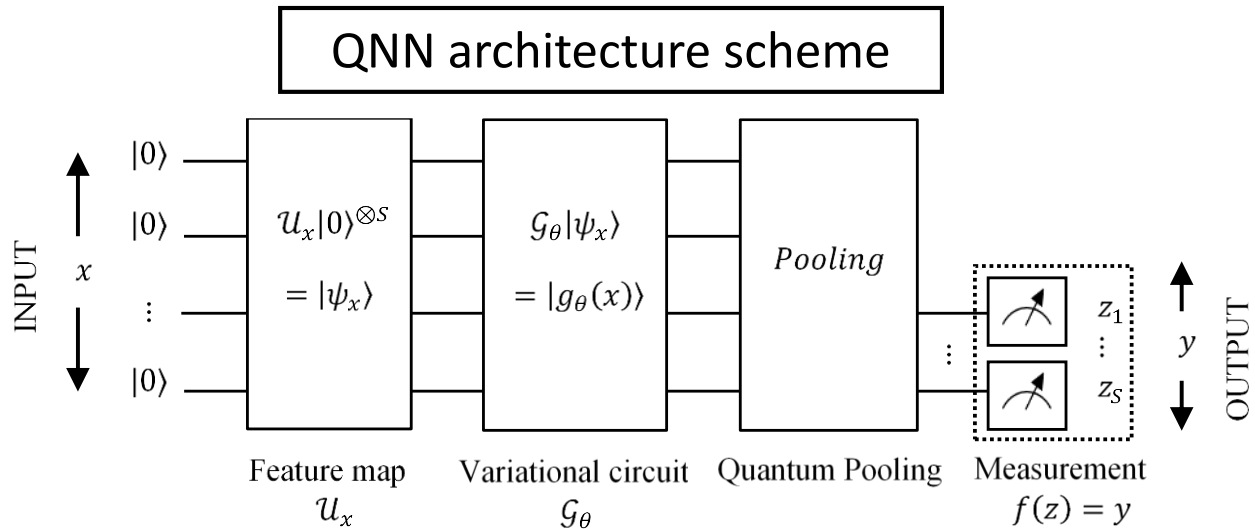 QNN architecture scheme
INPUT
x
|0⟩
|0⟩
⋮
|0⟩
𝒰ₓ|0⟩^⊗S
= |ψₓ⟩
Feature map
𝒰ₓ
𝒢_θ|ψₓ⟩
= |g_θ(x)⟩
Variational circuit
𝒢_θ
Pooling
Quantum Pooling
⋮
z₁
⋮
z_S
Measurement
f(z) = y
y
OUTPUT